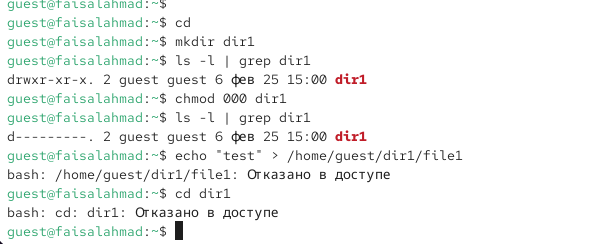 guest@faisalahmad:~$
guest@faisalahmad:~$ cd
guest@faisalahmad:~$ mkdir dir1
guest@faisalahmad:~$ ls -l | grep dir1
drwxr-xr-x. 2 guest guest 6 фев 25 15:00 dir1
guest@faisalahmad:~$ chmod 000 dir1
guest@faisalahmad:~$ ls -l | grep dir1
d---------. 2 guest guest 6 фев 25 15:00 dir1
guest@faisalahmad:~$ echo "test" > /home/guest/dir1/file1
bash: /home/guest/dir1/file1: Отказано в доступе
guest@faisalahmad:~$ cd dir1
bash: cd: dir1: Отказано в доступе
guest@faisalahmad:~$